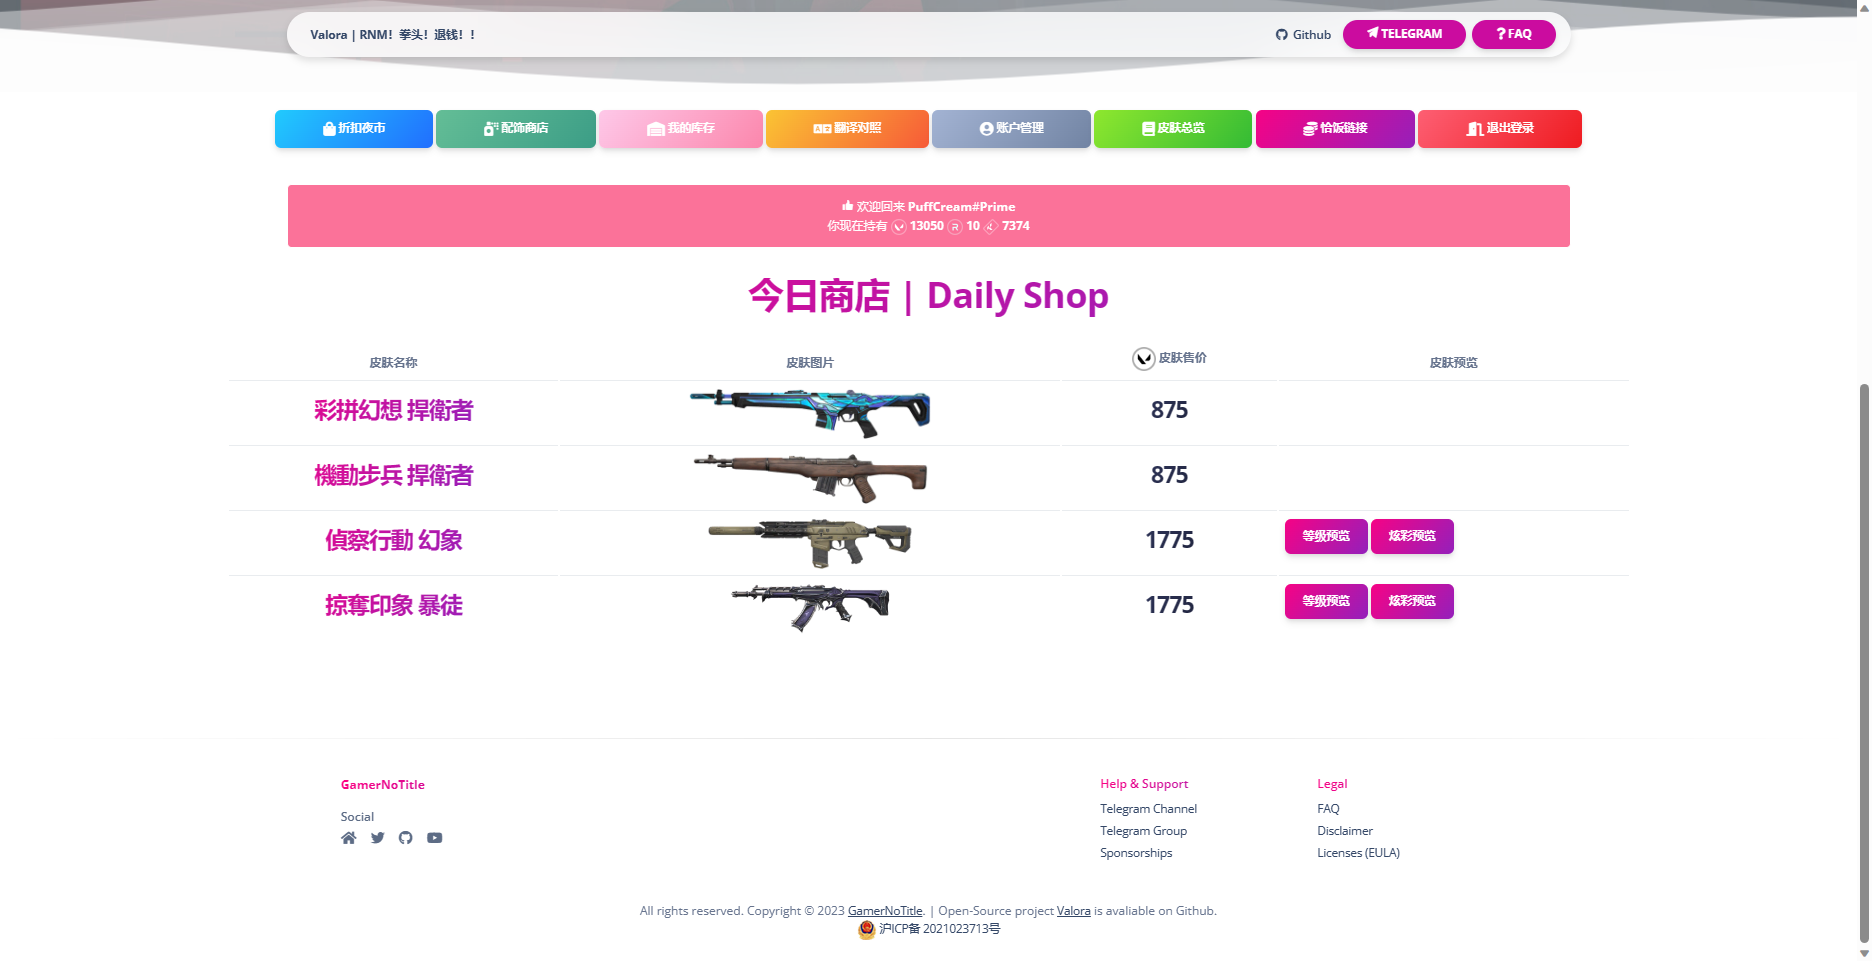 Valora | RNM！拳头！退钱！！
Github
TELEGRAM
? FAQ
折扣夜市
配饰商店
我的库存
翻译对照
账户管理
皮肤总览
恰饭链接
退出登录
欢迎回来 PuffCream#Prime
你现在持有 13050 10 7374
今日商店 | Daily Shop
皮肤名称
皮肤图片
皮肤售价
皮肤预览
彩拼幻想 捍衛者
875
機動步兵 捍衛者
875
偵察行動 幻象
1775
等级预览
炫彩预览
掠奪印象 暴徒
1775
等级预览
炫彩预览
GamerNoTitle
Social
Help & Support
Telegram Channel
Telegram Group
Sponsorships
Legal
FAQ
Disclaimer
Licenses (EULA)
All rights reserved. Copyright © 2023 GamerNoTitle. | Open-Source project Valora is avaliable on Github.
沪ICP备 2021023713号